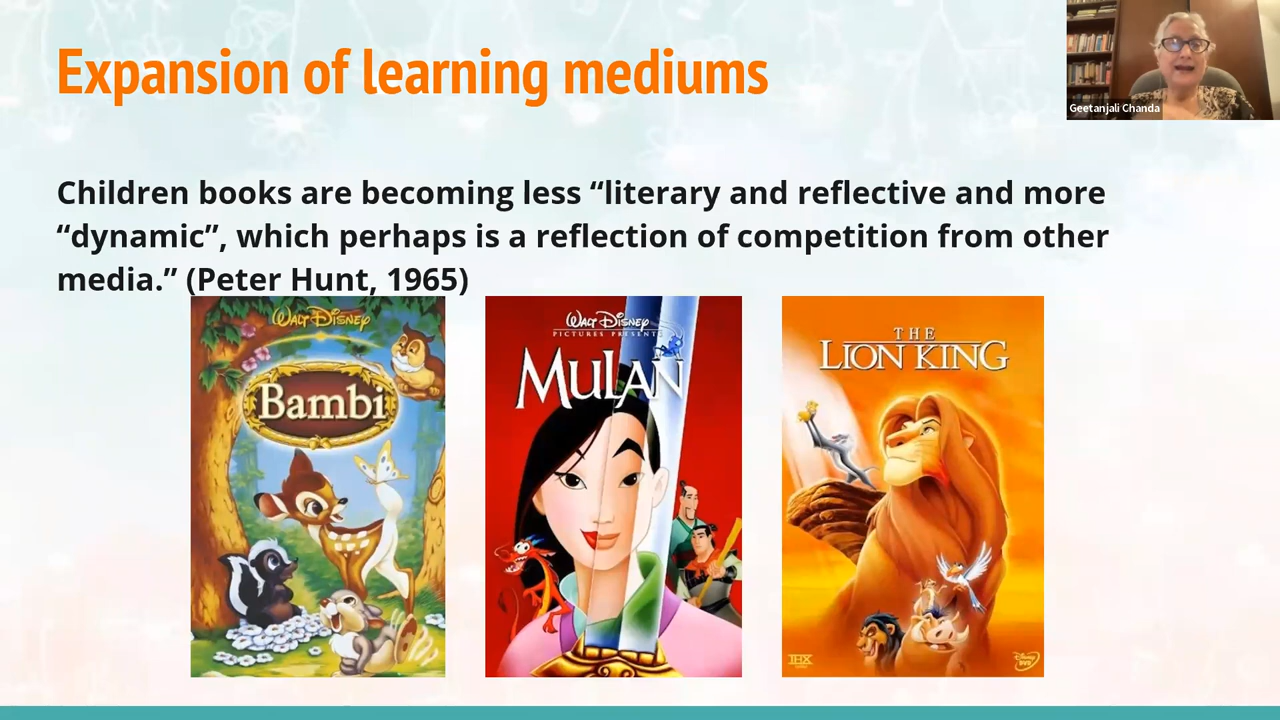 Expansion of learning mediums
Geetanjali Chanda
Children books are becoming less “literary and reflective and more
“dynamic”, which perhaps is a reflection of competition from other
media.” (Peter Hunt, 1965)
WALT DISNEY
Bambi
WALT DISNEY
PICTURES PRESENTS
MULAN
THE
LION KING
THX
Disney
DVD